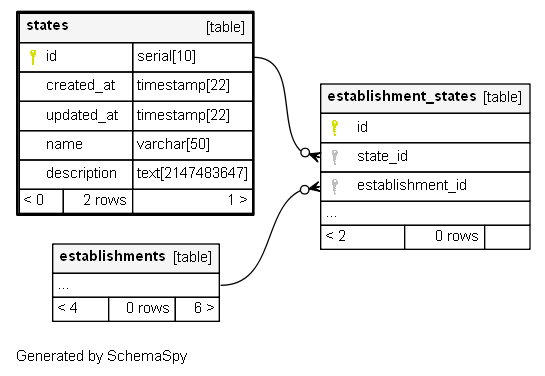 states [table]
id serial[10]
created_at timestamp[22]
updated_at timestamp[22]
name varchar[50]
description text[2147483647]
< 0 2 rows 1 >
establishment_states [table]
id
state_id
establishment_id
...
< 2 0 rows
establishments [table]
...
< 4 0 rows 6 >
Generated by SchemaSpy